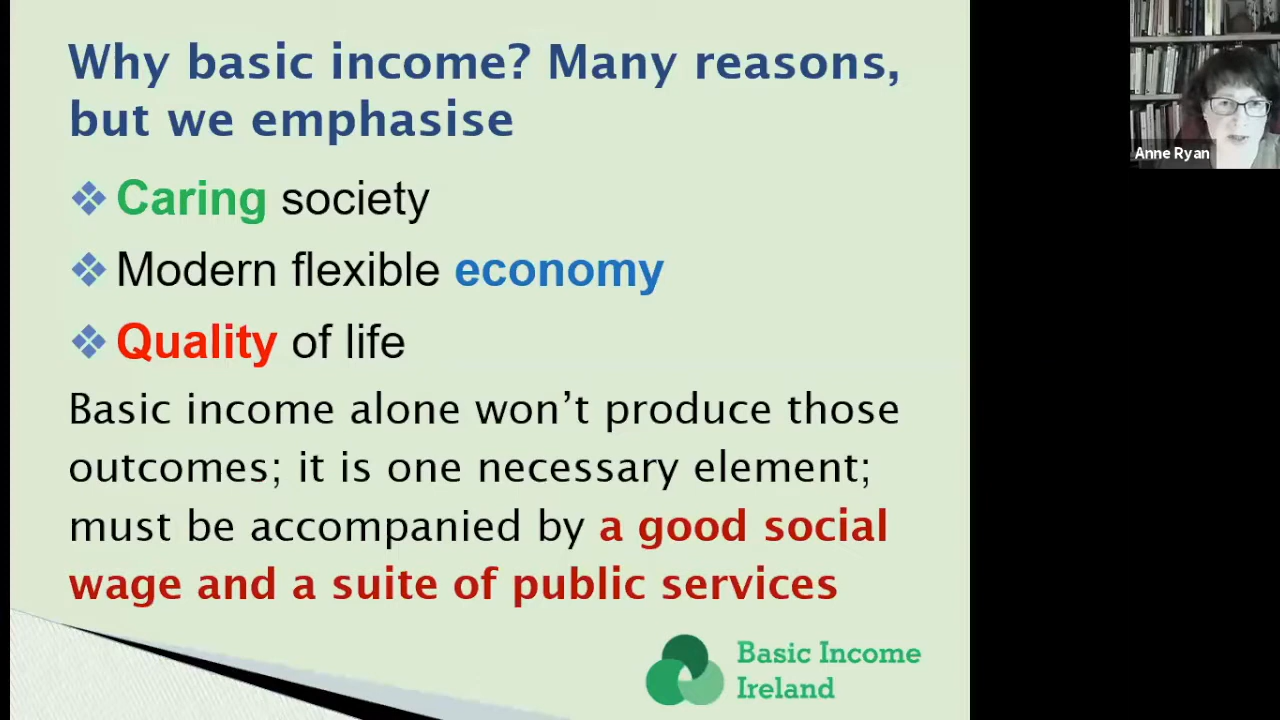 Why basic income? Many reasons,
but we emphasise
Caring society
Modern flexible economy
Quality of life
Basic income alone won’t produce those
outcomes; it is one necessary element;
must be accompanied by a good social
wage and a suite of public services
Basic Income
Ireland
Anne Ryan